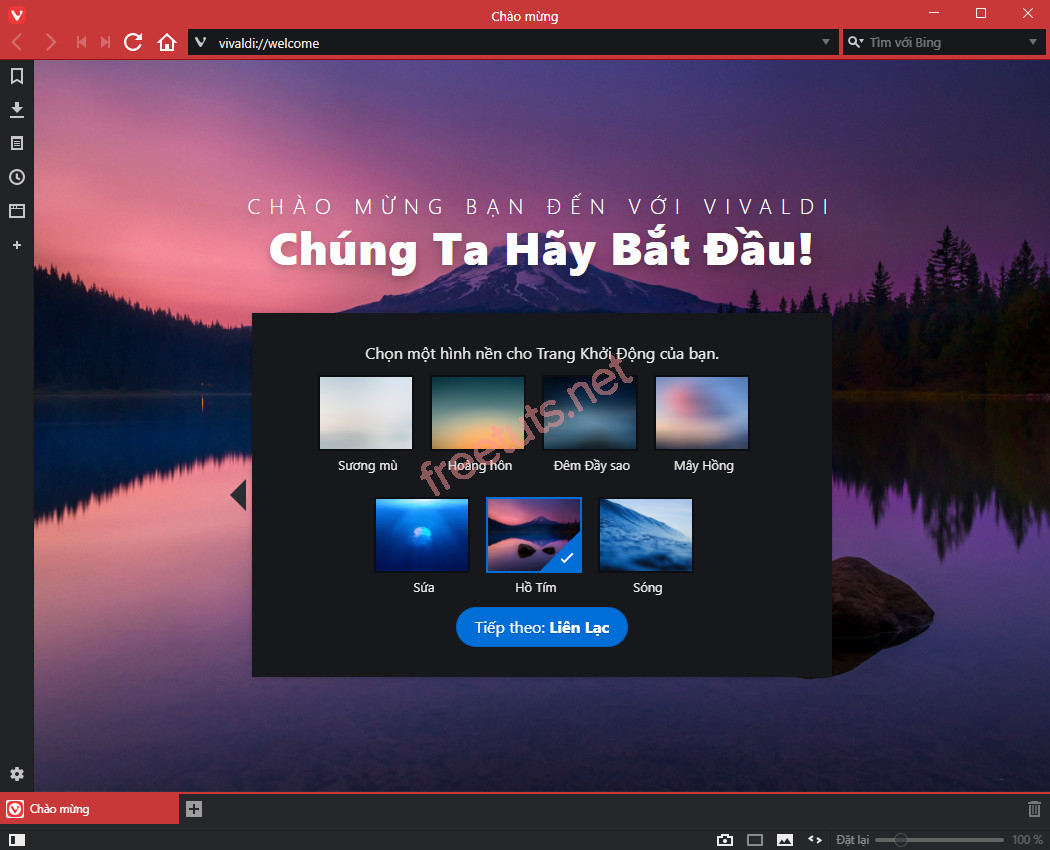 Chào mừng
vivaldi://welcome
Tìm với Bing
CHÀO MỪNG BẠN ĐẾN VỚI VIVALDI
Chúng Ta Hãy Bắt Đầu!
Chọn một hình nền cho Trang Khởi Động của bạn.
freetuts.net
Sương mù
Hoàng hôn
Đêm Đầy sao
Mây Hồng
Sứa
Hồ Tím
Sóng
Tiếp theo: Liên Lạc
Chào mừng
Đặt lại
100 %